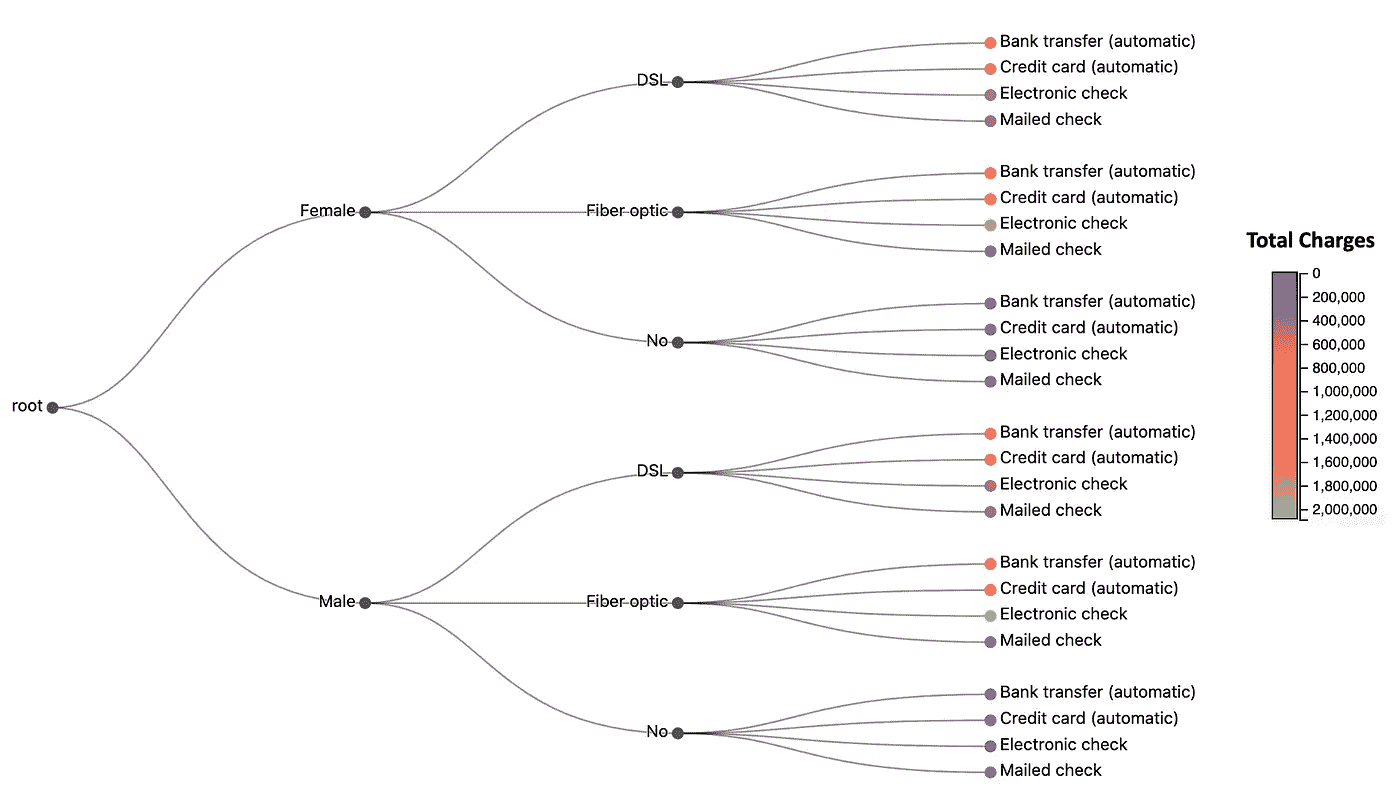 root
Female
DSL
Bank transfer (automatic)
Credit card (automatic)
Electronic check
Mailed check
Fiber optic
Bank transfer (automatic)
Credit card (automatic)
Electronic check
Mailed check
No
Bank transfer (automatic)
Credit card (automatic)
Electronic check
Mailed check
Male
DSL
Bank transfer (automatic)
Credit card (automatic)
Electronic check
Mailed check
Fiber optic
Bank transfer (automatic)
Credit card (automatic)
Electronic check
Mailed check
No
Bank transfer (automatic)
Credit card (automatic)
Electronic check
Mailed check
Total Charges
0
200,000
400,000
600,000
800,000
1,000,000
1,200,000
1,400,000
1,600,000
1,800,000
2,000,000